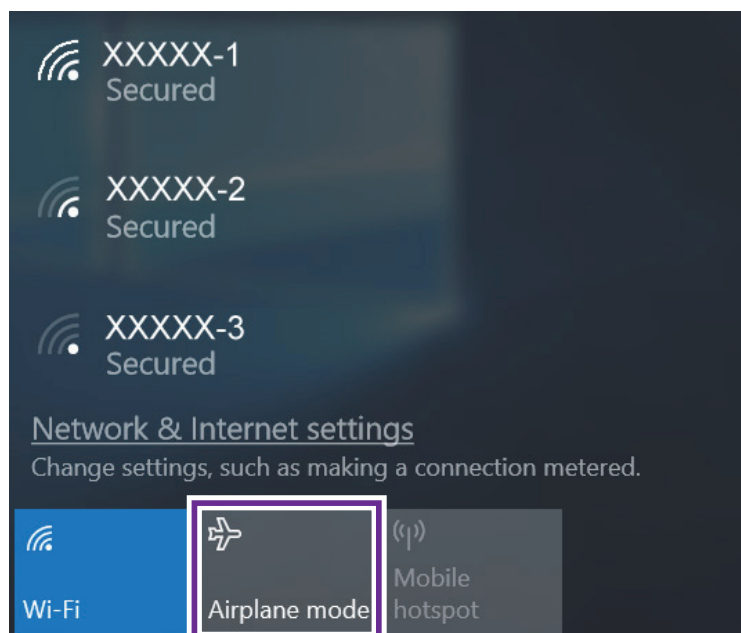 XXXXX-1
Secured
XXXXX-2
Secured
XXXXX-3
Secured
Network & Internet settings
Change settings, such as making a connection metered.
Wi-Fi
Airplane mode
Mobile
hotspot